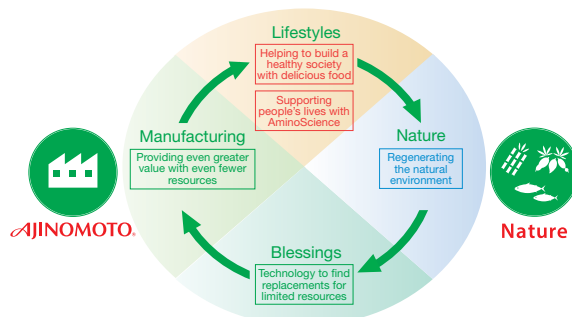 Lifestyles
Helping to build a
healthy society
with delicious food
Supporting
people's lives with
AminoScience
Manufacturing
Providing even greater
value with even fewer
resources
Nature
Regenerating
the natural
environment
AJINOMOTO®
Nature
Blessings
Technology to find
replacements for
limited resources